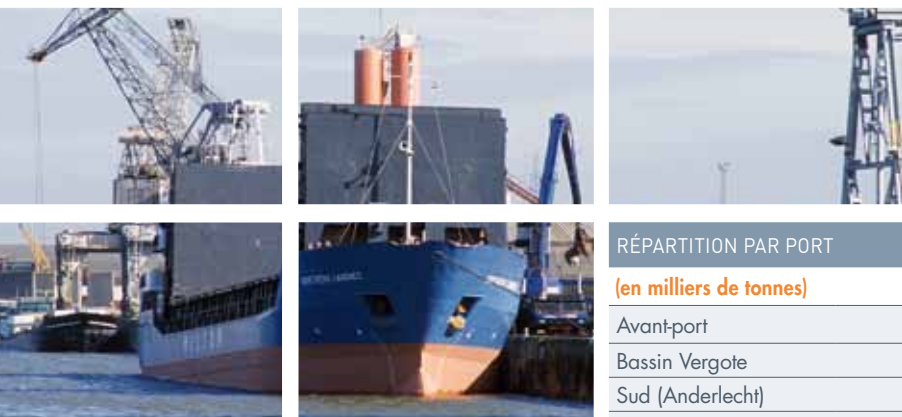 RÉPARTITION PAR PORT
(en milliers de tonnes)
Avant-port
Bassin Vergote
Sud (Anderlecht)